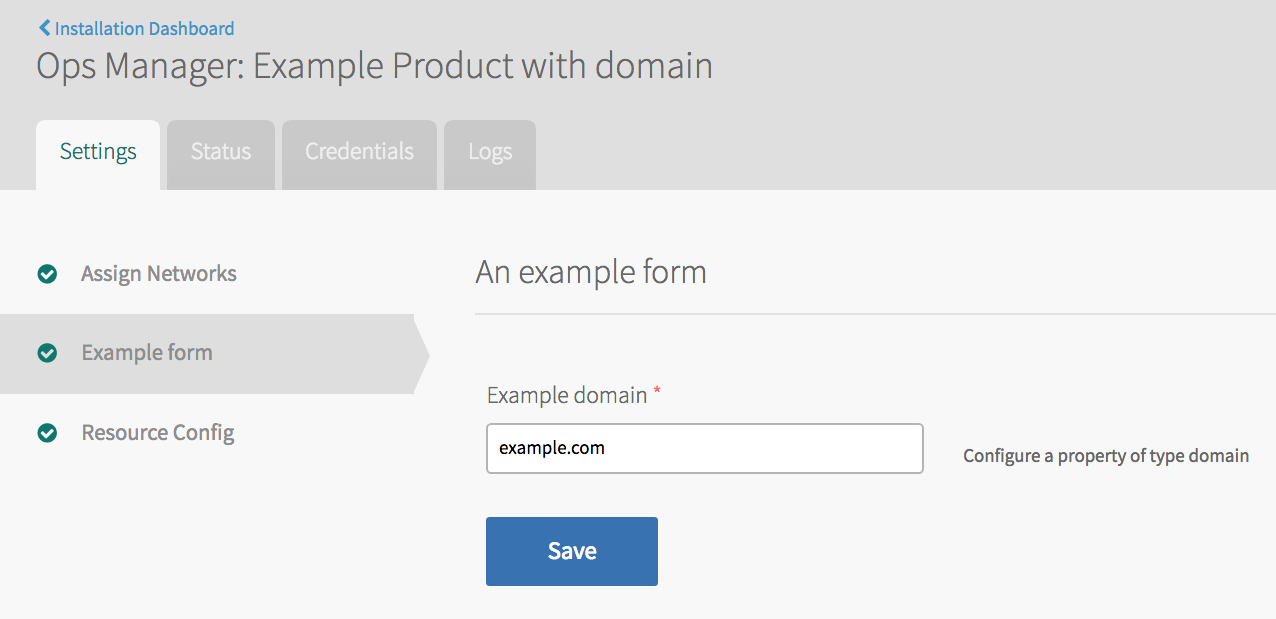 Installation Dashboard
Ops Manager: Example Product with domain
Settings Status Credentials Logs
Assign Networks
Example form
Resource Config
An example form
Example domain *
example.com
Configure a property of type domain
Save